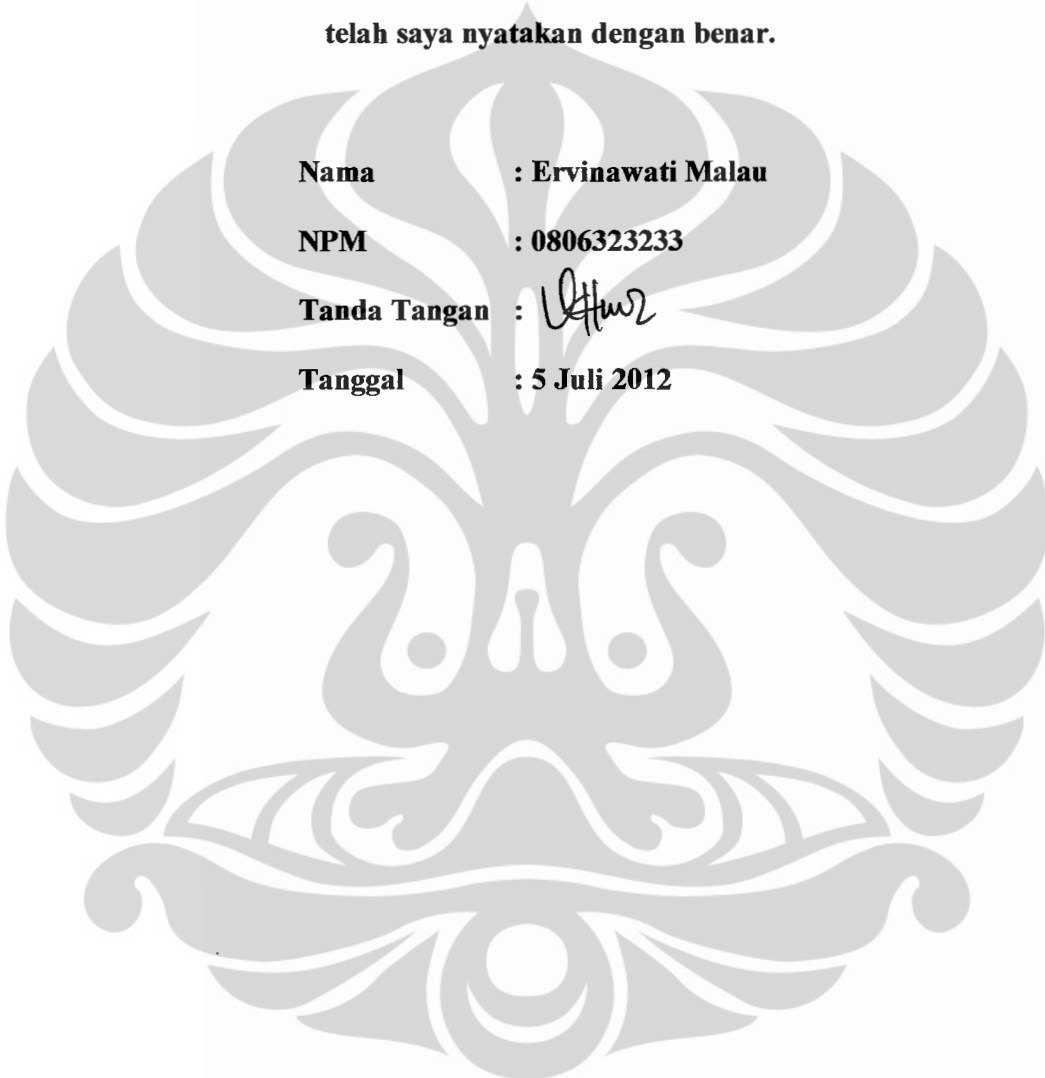 telah saya nyatakan dengan benar.
Nama : Ervinawati Malau
NPM : 0806323233
Tanda Tangan :
Tanggal : 5 Juli 2012